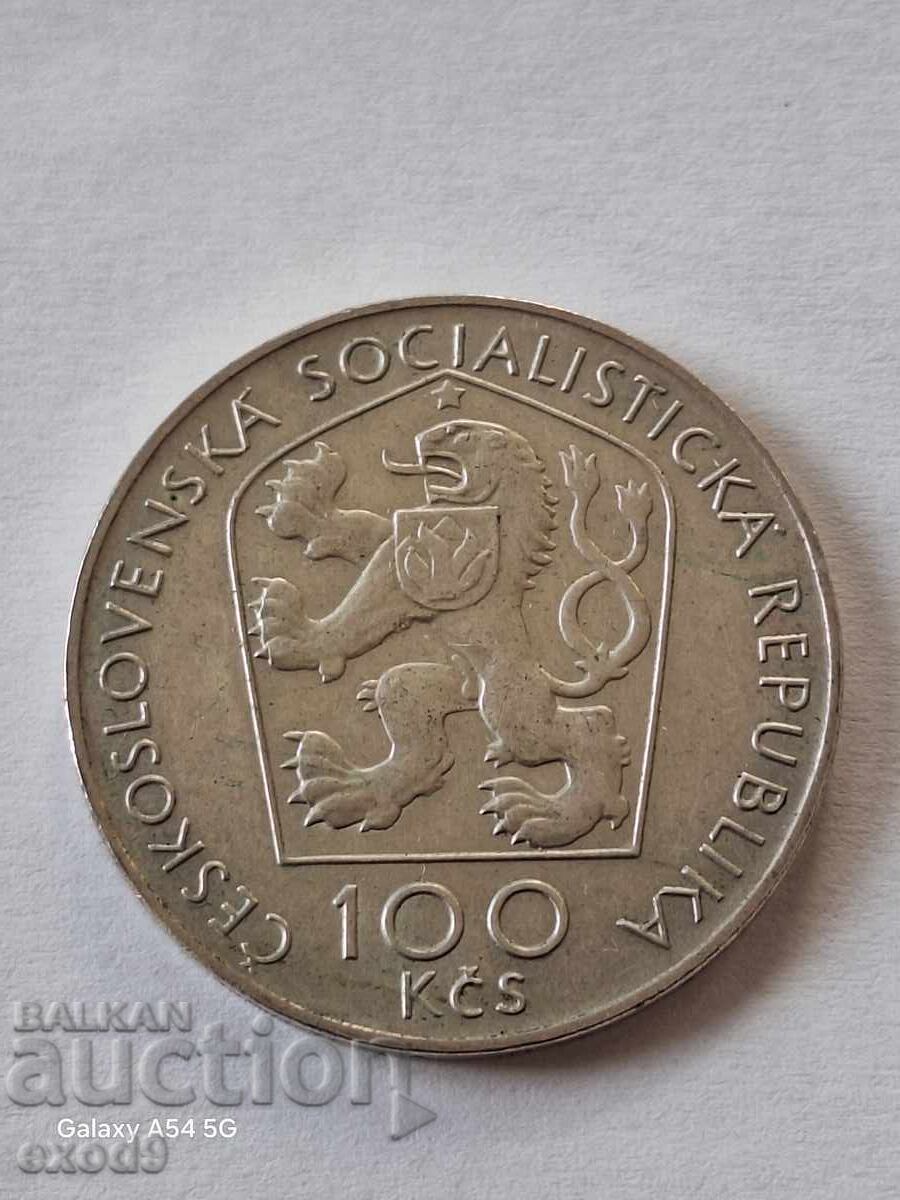 ČESKOSLOVENSKÁ SOCIALISTICKÁ REPUBLIKA
100
KČS
BALKAN
auction
Galaxy A54 5G
exod9